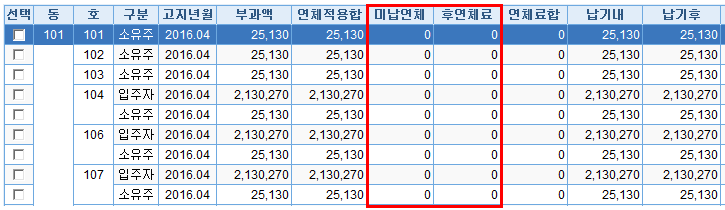 선택 동 호 구분 고지년월 부과액 연체적용합 미납연체 후연체료 연체료합 납기내 납기후
101 101 소유주 2016.04 25,130 25,130 0 0 0 25,130 25,130
102 소유주 2016.04 25,130 25,130 0 0 0 25,130 25,130
103 소유주 2016.04 25,130 25,130 0 0 0 25,130 25,130
104 입주자 2016.04 2,130,270 2,130,270 0 0 0 2,130,270 2,130,270
소유주 2016.04 25,130 25,130 0 0 0 25,130 25,130
106 입주자 2016.04 2,130,270 2,130,270 0 0 0 2,130,270 2,130,270
소유주 2016.04 25,130 25,130 0 0 0 25,130 25,130
107 입주자 2016.04 2,130,270 2,130,270 0 0 0 2,130,270 2,130,270
소유주 2016.04 25,130 25,130 0 0 0 25,130 25,130